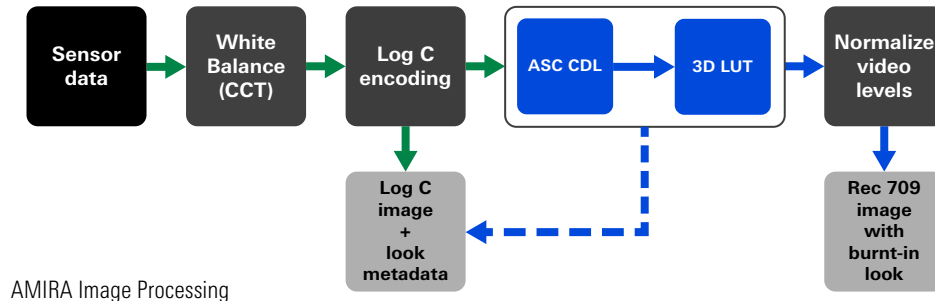 Sensor
data
White
Balance
(CCT)
Log C
encoding
ASC CDL
3D LUT
Normalize
video
levels
Log C
image
+
look
metadata
Rec 709
image
with
burnt-in
look
AMIRA Image Processing